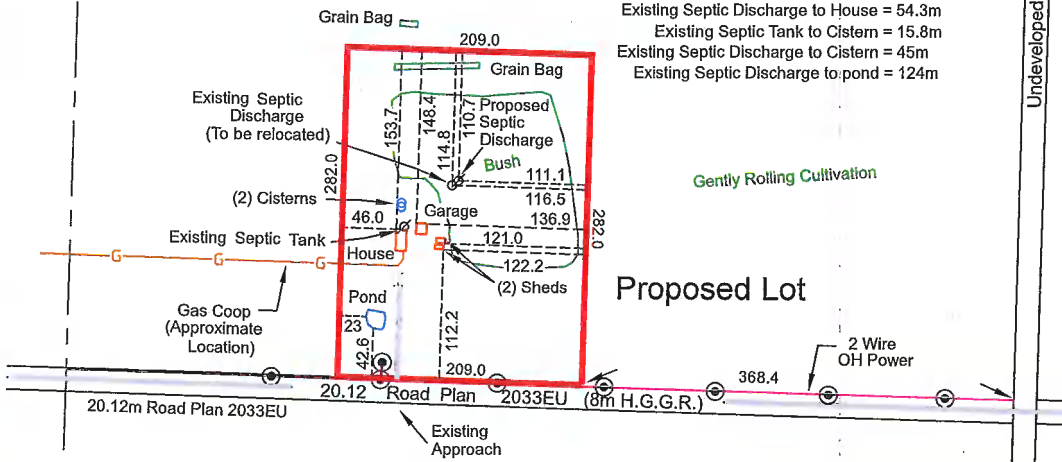 Existing Septic Discharge to House = 54.3m
Grain Bag
Existing Septic Tank to Cistern = 15.8m
209.0
Existing Septic Discharge to Cistern = 45m
Grain Bag
Existing Septic Discharge to pond = 124m
Undeveloped
Existing Septic
Discharge
(To be relocated)
153.7
148.4
114.8
110.7
Proposed
Septic
Discharge
Bush
Gently Rolling Cultivation
282.0
111.1
116.5
(2) Cisterns
46.0
Garage
136.9
282.0
Existing Septic Tank
121.0
House
122.2
G
G
G
(2) Sheds
Proposed Lot
Pond
23
Gas Coop
(Approximate
Location)
42.6
112.2
2 Wire
OH Power
209.0
368.4
20.12m Road Plan 2033EU
20.12 Road Plan 2033EU (8m H.G.G.R.)
Existing
Approach